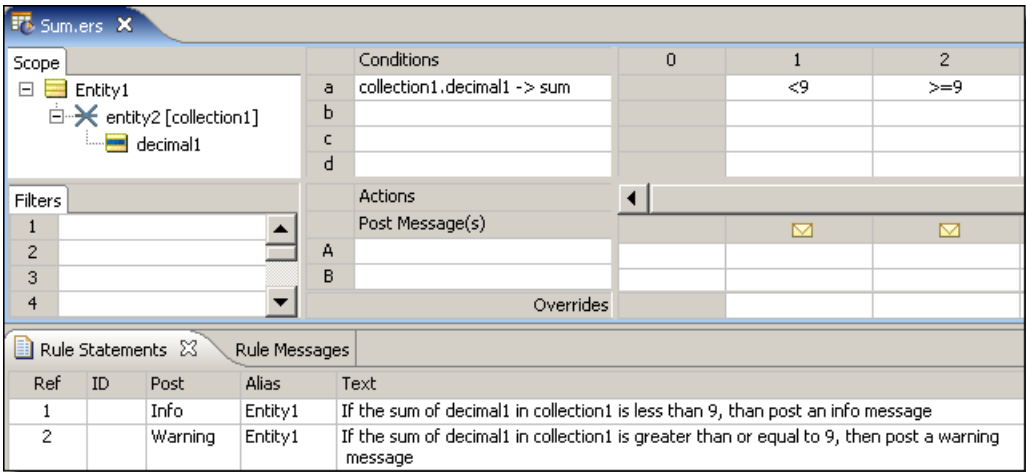 Sum.ers
Scope
Conditions 0 1 2
Entity1
a collection1.decimal1 -> sum <9 >=9
entity2 [collection1]
b
decimal1
c
d
Filters
Actions
1
Post Message(s)
2
A
3
B
4
Overrides
Rule Statements Rule Messages
Ref ID Post Alias Text
1 Info Entity1 If the sum of decimal1 in collection1 is less than 9, than post an info message
2 Warning Entity1 If the sum of decimal1 in collection1 is greater than or equal to 9, then post a warning
message